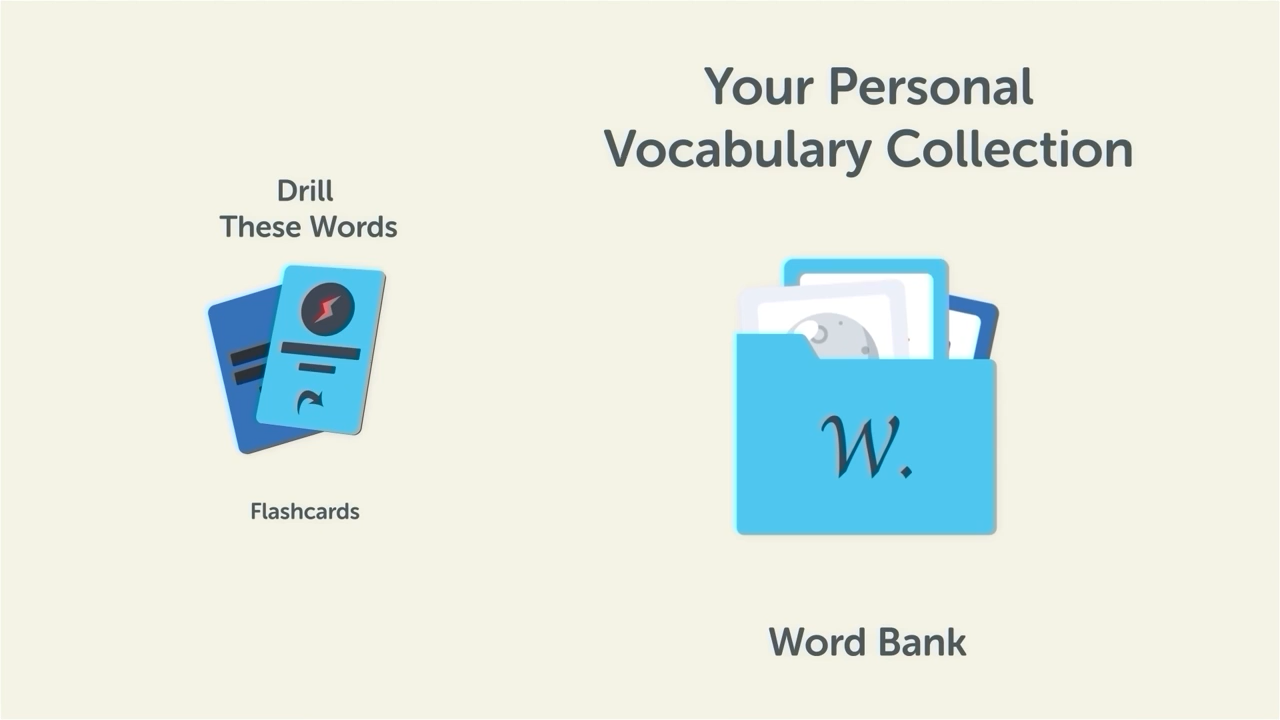 Drill
These Words
Flashcards
Your Personal
Vocabulary Collection
W.
Word Bank